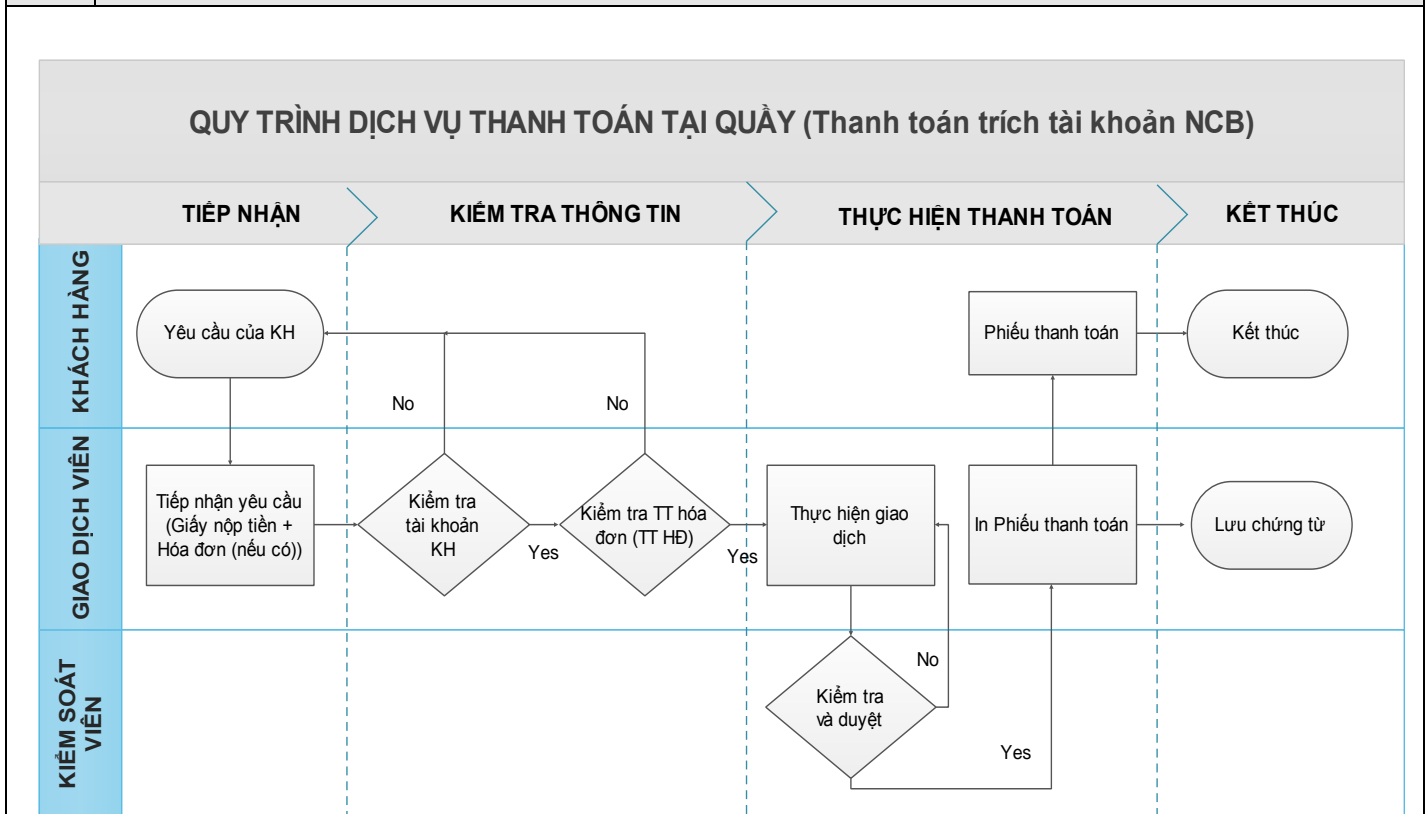 QUY TRÌNH DỊCH VỤ THANH TOÁN TẠI QUẦY (Thanh toán trích tài khoản NCB)
TIẾP NHẬN
KIỂM TRA THÔNG TIN
THỰC HIỆN THANH TOÁN
KẾT THÚC
KHÁCH HÀNG
Yêu cầu của KH
Phiếu thanh toán
Kết thúc
No
No
GIAO DỊCH VIÊN
Tiếp nhận yêu cầu
(Giấy nộp tiền +
Hóa đơn (nếu có))
Kiểm tra
tài khoản
KH
Yes
Kiểm tra TT hóa
đơn (TT HĐ)
Yes
Thực hiện giao
dịch
In Phiếu thanh toán
Lưu chứng từ
KIỂM SOÁT
VIÊN
Kiểm tra
và duyệt
No
Yes